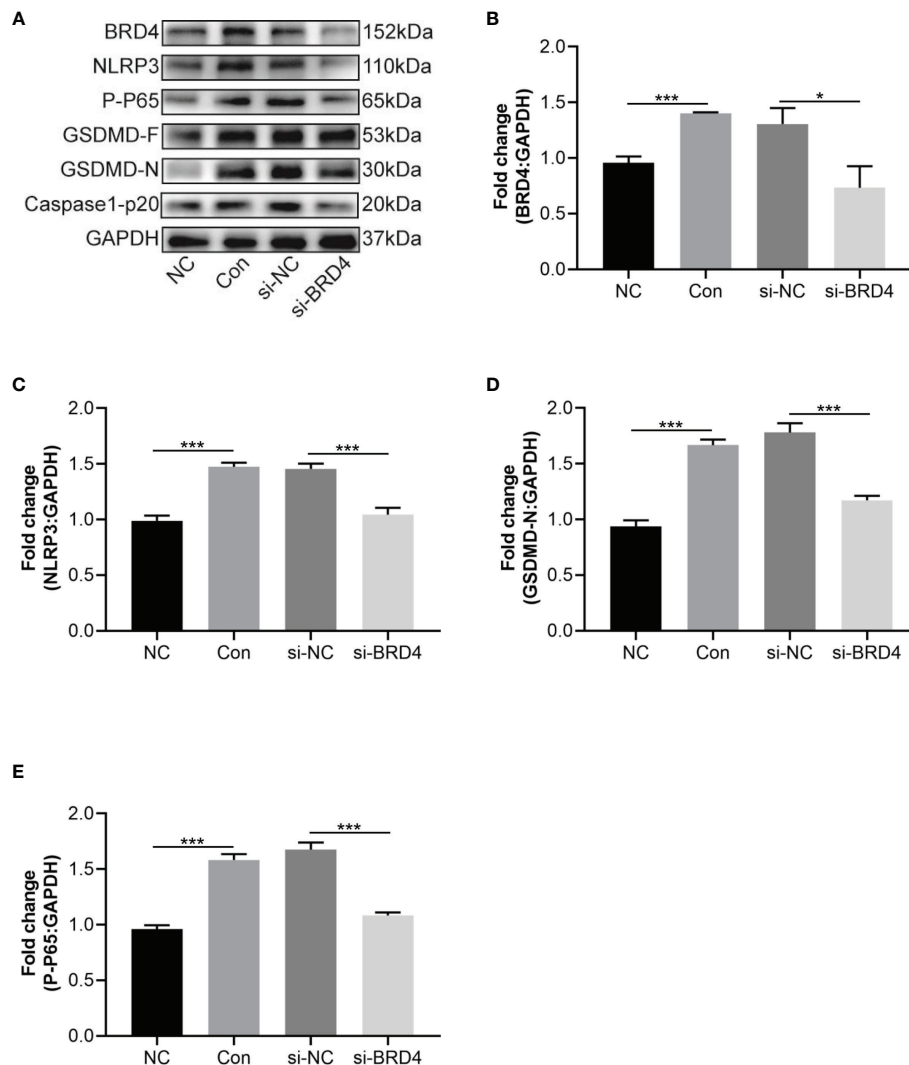 A
BRD4 152kDa
NLRP3 110kDa
P-P65 65kDa
GSDMD-F 53kDa
GSDMD-N 30kDa
Caspase1-p20 20kDa
GAPDH 37kDa
NC Con si-NC si-BRD4
B
Fold change
(BRD4:GAPDH)
2.0
1.5
1.0
0.5
0.0
*** *
NC Con si-NC si-BRD4
C
Fold change
(NLRP3:GAPDH)
2.0
1.5
1.0
0.5
0.0
*** ***
NC Con si-NC si-BRD4
D
Fold change
(GSDMD-N:GAPDH)
2.0
1.5
1.0
0.5
0.0
*** ***
NC Con si-NC si-BRD4
E
Fold change
(P-P65:GAPDH)
2.0
1.5
1.0
0.5
0.0
*** ***
NC Con si-NC si-BRD4